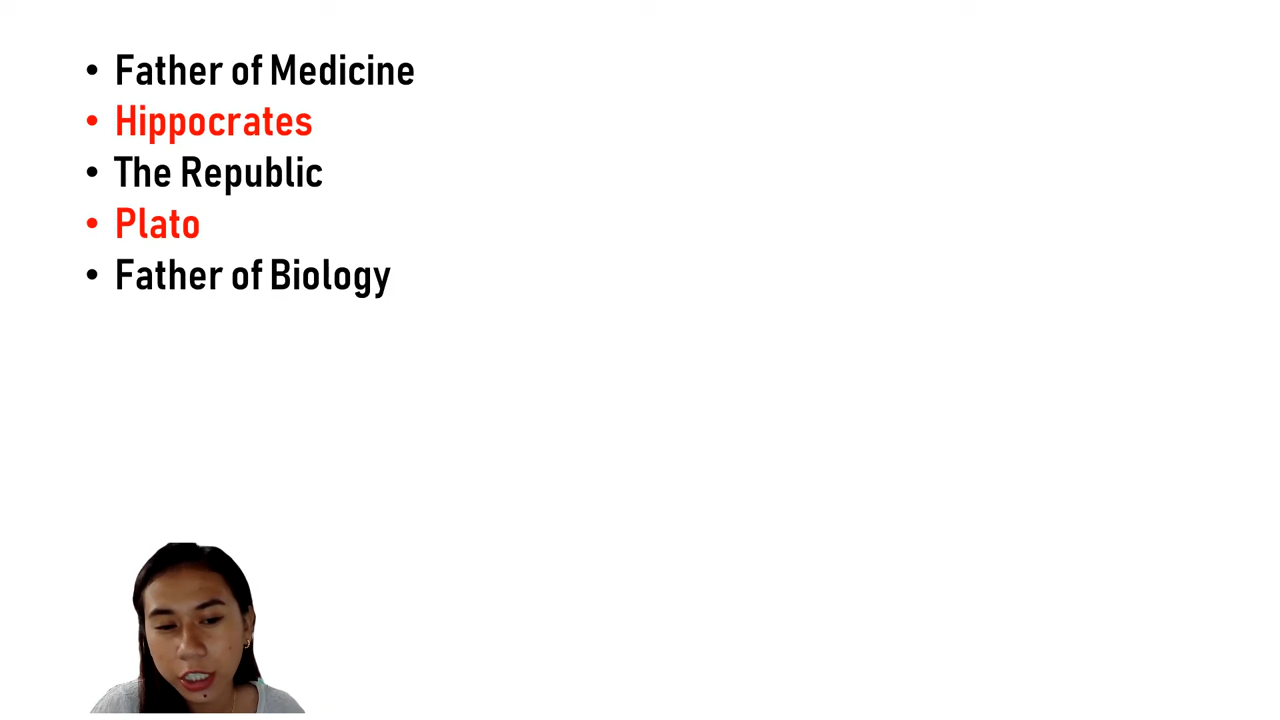 • Father of Medicine
• Hippocrates
• The Republic
• Plato
• Father of Biology